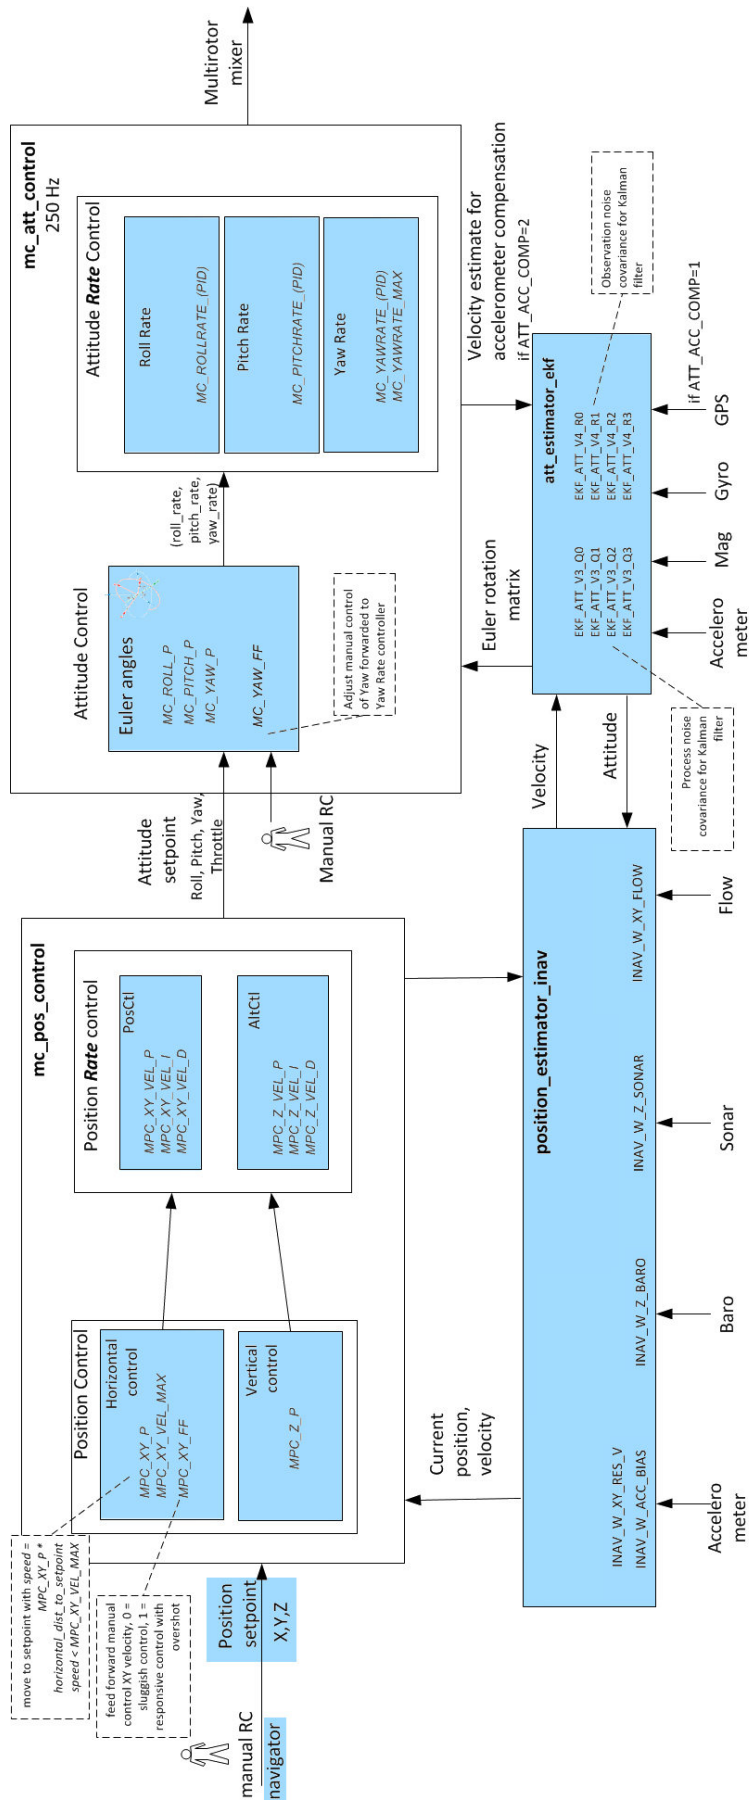 move to setpoint with speed =
MPC_XY_P *
horizontal_dist_to_setpoint
speed < MPC_XY_VEL_MAX
feed forward manual
control XY velocity, 0 =
sluggish control, 1 =
responsive control with
overshot
manual RC
navigator
Position
setpoint
X,Y,Z
mc_pos_control
Position Control
Horizontal
control
MPC_XY_P
MPC_XY_VEL_MAX
MPC_XY_FF
Vertical
control
MPC_Z_P
Position Rate control
PosCtl
MPC_XY_VEL_P
MPC_XY_VEL_I
MPC_XY_VEL_D
AltCtl
MPC_Z_VEL_P
MPC_Z_VEL_I
MPC_Z_VEL_D
Attitude
setpoint
Roll, Pitch, Yaw,
Throttle
Manual RC
mc_att_control
250 Hz
Attitude Control
Euler angles
MC_ROLL_P
MC_PITCH_P
MC_YAW_P
MC_YAW_FF
Adjust manual control
of Yaw forwarded to
Yaw Rate controller
(roll_rate,
pitch_rate,
yaw_rate)
Attitude Rate Control
Roll Rate
MC_ROLLRATE_(PID)
Pitch Rate
MC_PITCHRATE_(PID)
Yaw Rate
MC_YAWRATE_(PID)
MC_YAWRATE_MAX
Multirotor
mixer
Current
position,
velocity
position_estimator_inav
INAV_W_XY_RES_V
INAV_W_ACC_BIAS
INAV_W_Z_BARO
INAV_W_Z_SONAR
INAV_W_XY_FLOW
Accelero
meter
Baro
Sonar
Flow
Velocity
Attitude
Process noise
covariance for Kalman
filter
Euler rotation
matrix
Velocity estimate for
accelerometer compensation
if ATT_ACC_COMP=2
att_estimator_ekf
EKF_ATT_V3_Q0
EKF_ATT_V3_Q1
EKF_ATT_V3_Q2
EKF_ATT_V3_Q3
EKF_ATT_V4_R0
EKF_ATT_V4_R1
EKF_ATT_V4_R2
EKF_ATT_V4_R3
Observation noise
covariance for Kalman
filter
if ATT_ACC_COMP=1
Accelero
meter
Mag
Gyro
GPS